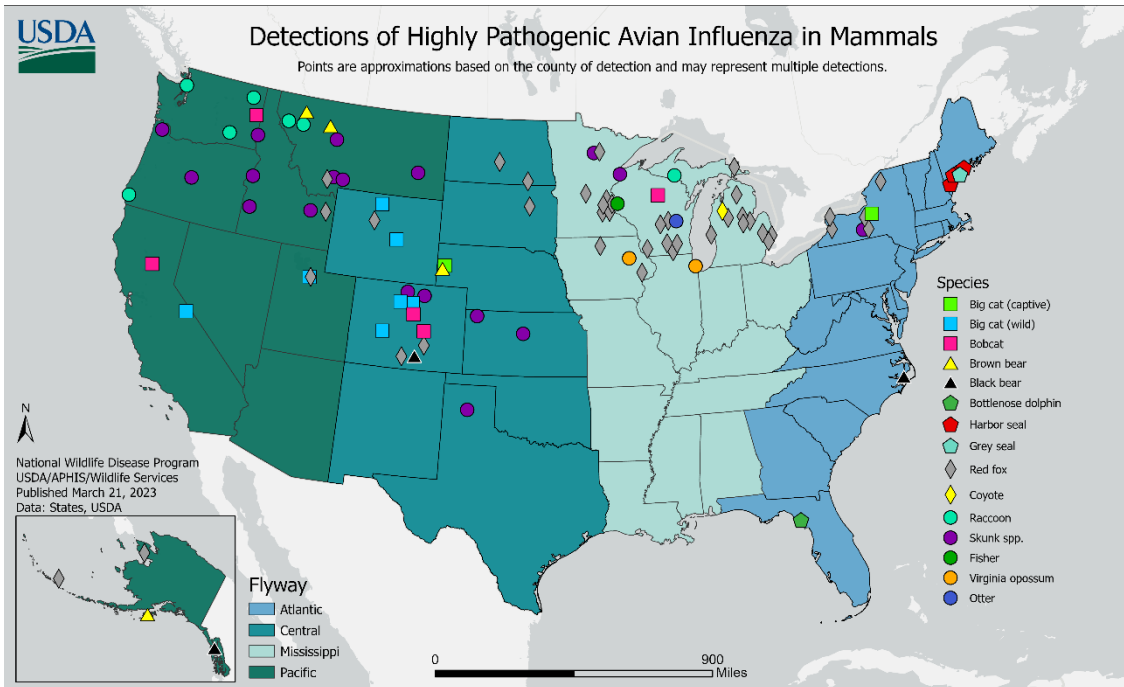 USDA
Detections of Highly Pathogenic Avian Influenza in Mammals
Points are approximations based on the county of detection and may represent multiple detections.
Species
Big cat (captive)
Big cat (wild)
Bobcat
Brown bear
Black bear
Bottlenose dolphin
Harbor seal
Grey seal
Red fox
Coyote
Raccoon
Skunk spp.
Fisher
Virginia opossum
Otter
N
National Wildlife Disease Program
USDA/APHIS/Wildlife Services
Published March 21, 2023
Data: States, USDA
Flyway
Atlantic
Central
Mississippi
Pacific
0
900
Miles